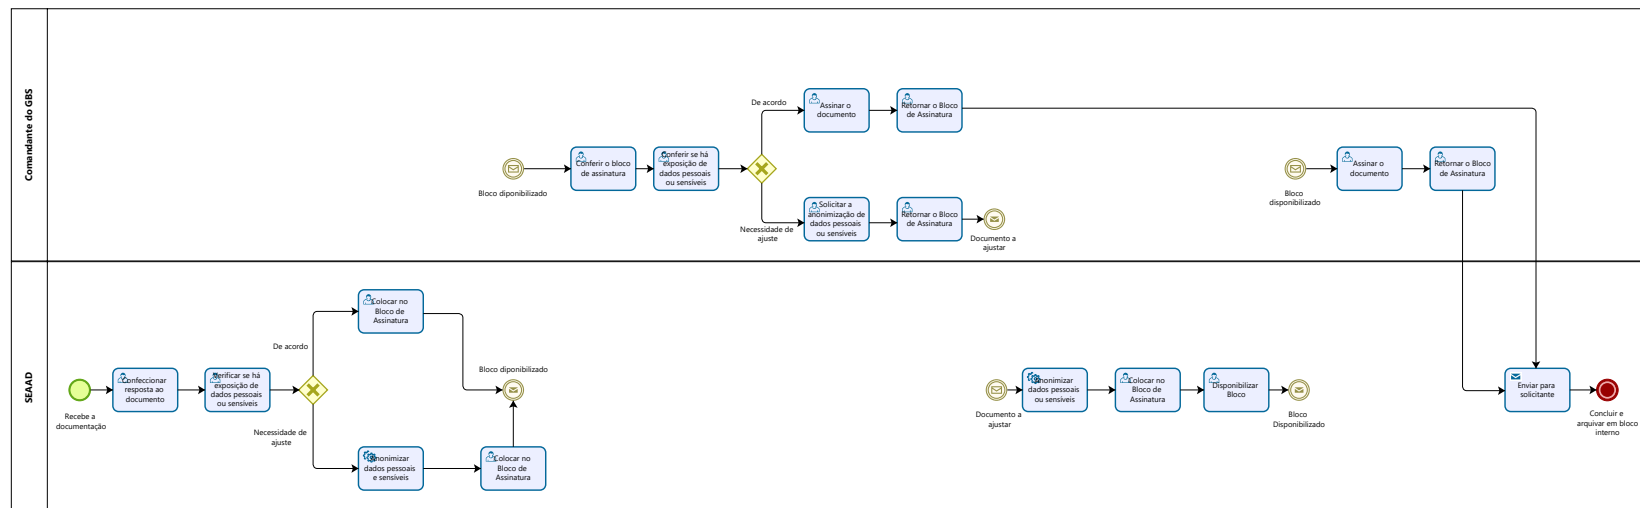 Comandante do GBS
Bloco diponibilizado
Conferir o bloco
de assinatura
Conferir se há
exposição de
dados pessoais
ou sensíveis
De acordo
Necessidade de
ajuste
Assinar o
documento
Retornar o Bloco
de Assinatura
Solicitar a
anonimização de
dados pessoais
ou sensíveis
Retornar o Bloco
de Assinatura
Documento a
ajustar
Bloco
disponibilizado
Assinar o
documento
Retornar o Bloco
de Assinatura
SEAAD
Recebe a
documentação
Confeccionar
resposta ao
documento
Verificar se há
exposição de
dados pessoais
ou sensíveis
De acordo
Necessidade de
ajuste
Colocar no
Bloco de
Assinatura
Anonimizar
dados pessoais
e sensíveis
Colocar no
Bloco de
Assinatura
Bloco diponibilizado
Documento a
ajustar
Anonimizar
dados pessoais
ou sensíveis
Colocar no
Bloco de
Assinatura
Disponibilizar
Bloco
Bloco
Disponibilizado
Enviar para
solicitante
Concluir e
arquivar em bloco
interno